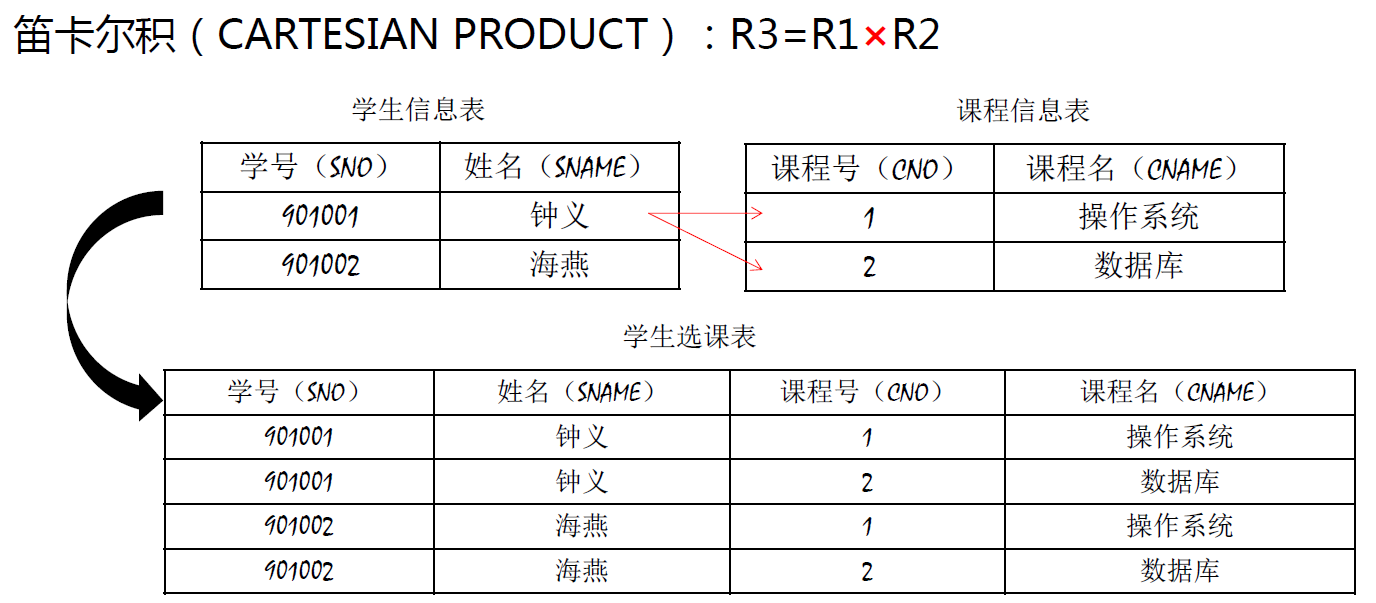 笛卡尔积（CARTESIAN PRODUCT）：R3=R1×R2
学生信息表
学号（SNO） 姓名（SNAME）
901001 钟义
901002 海燕
课程信息表
课程号（CNO） 课程名（CNAME）
1 操作系统
2 数据库
学生选课表
学号（SNO） 姓名（SNAME） 课程号（CNO） 课程名（CNAME）
901001 钟义 1 操作系统
901001 钟义 2 数据库
901002 海燕 1 操作系统
901002 海燕 2 数据库